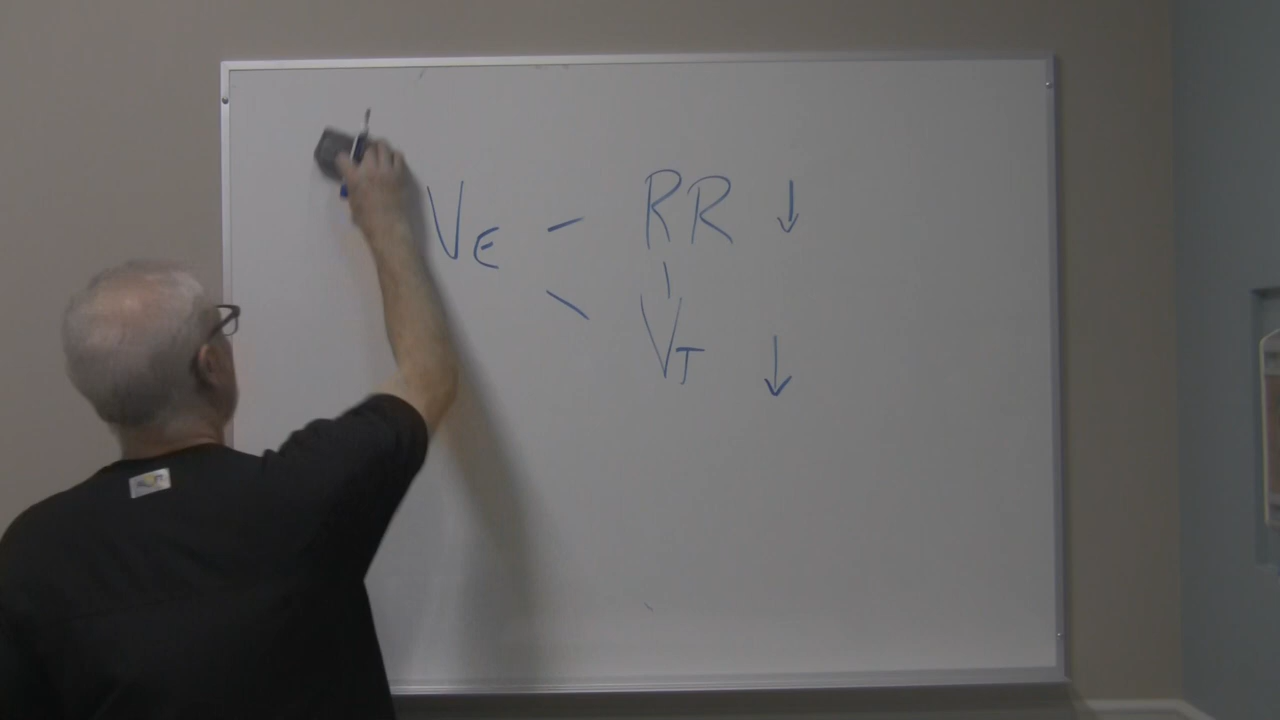 VE – RR ↓
\ |
VT ↓